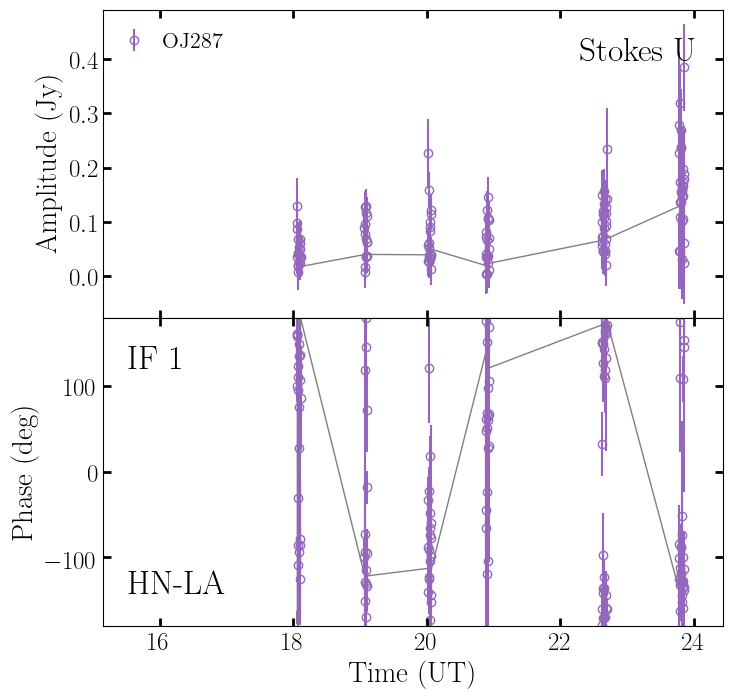 OJ287
Stokes U
0.4
0.3
0.2
0.1
0.0
Amplitude (Jy)
IF 1
100
0
−100
Phase (deg)
HN-LA
16 18 20 22 24
Time (UT)